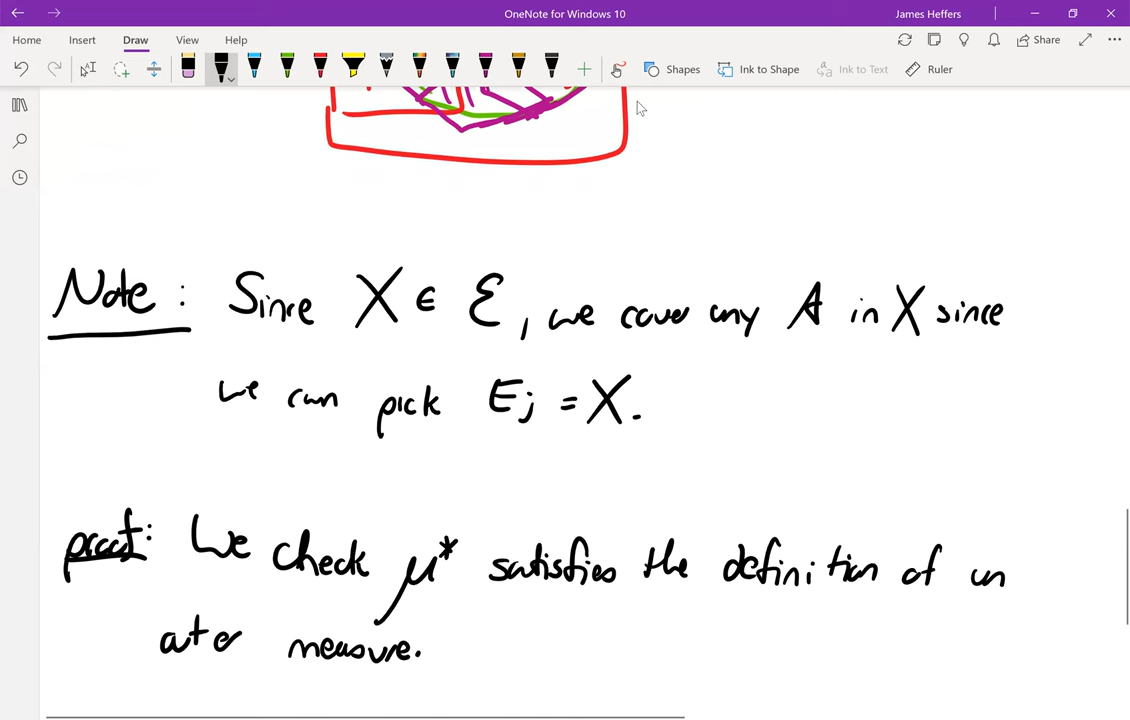 OneNote for Windows 10
James Heffers
Home Insert Draw View Help
Share
Shapes Ink to Shape Ink to Text Ruler
Note: Since X ∈ ℰ, we cover any A in X since
we can pick Ej = X.
proof: We check μ* satisfies the definition of an
outer measure.